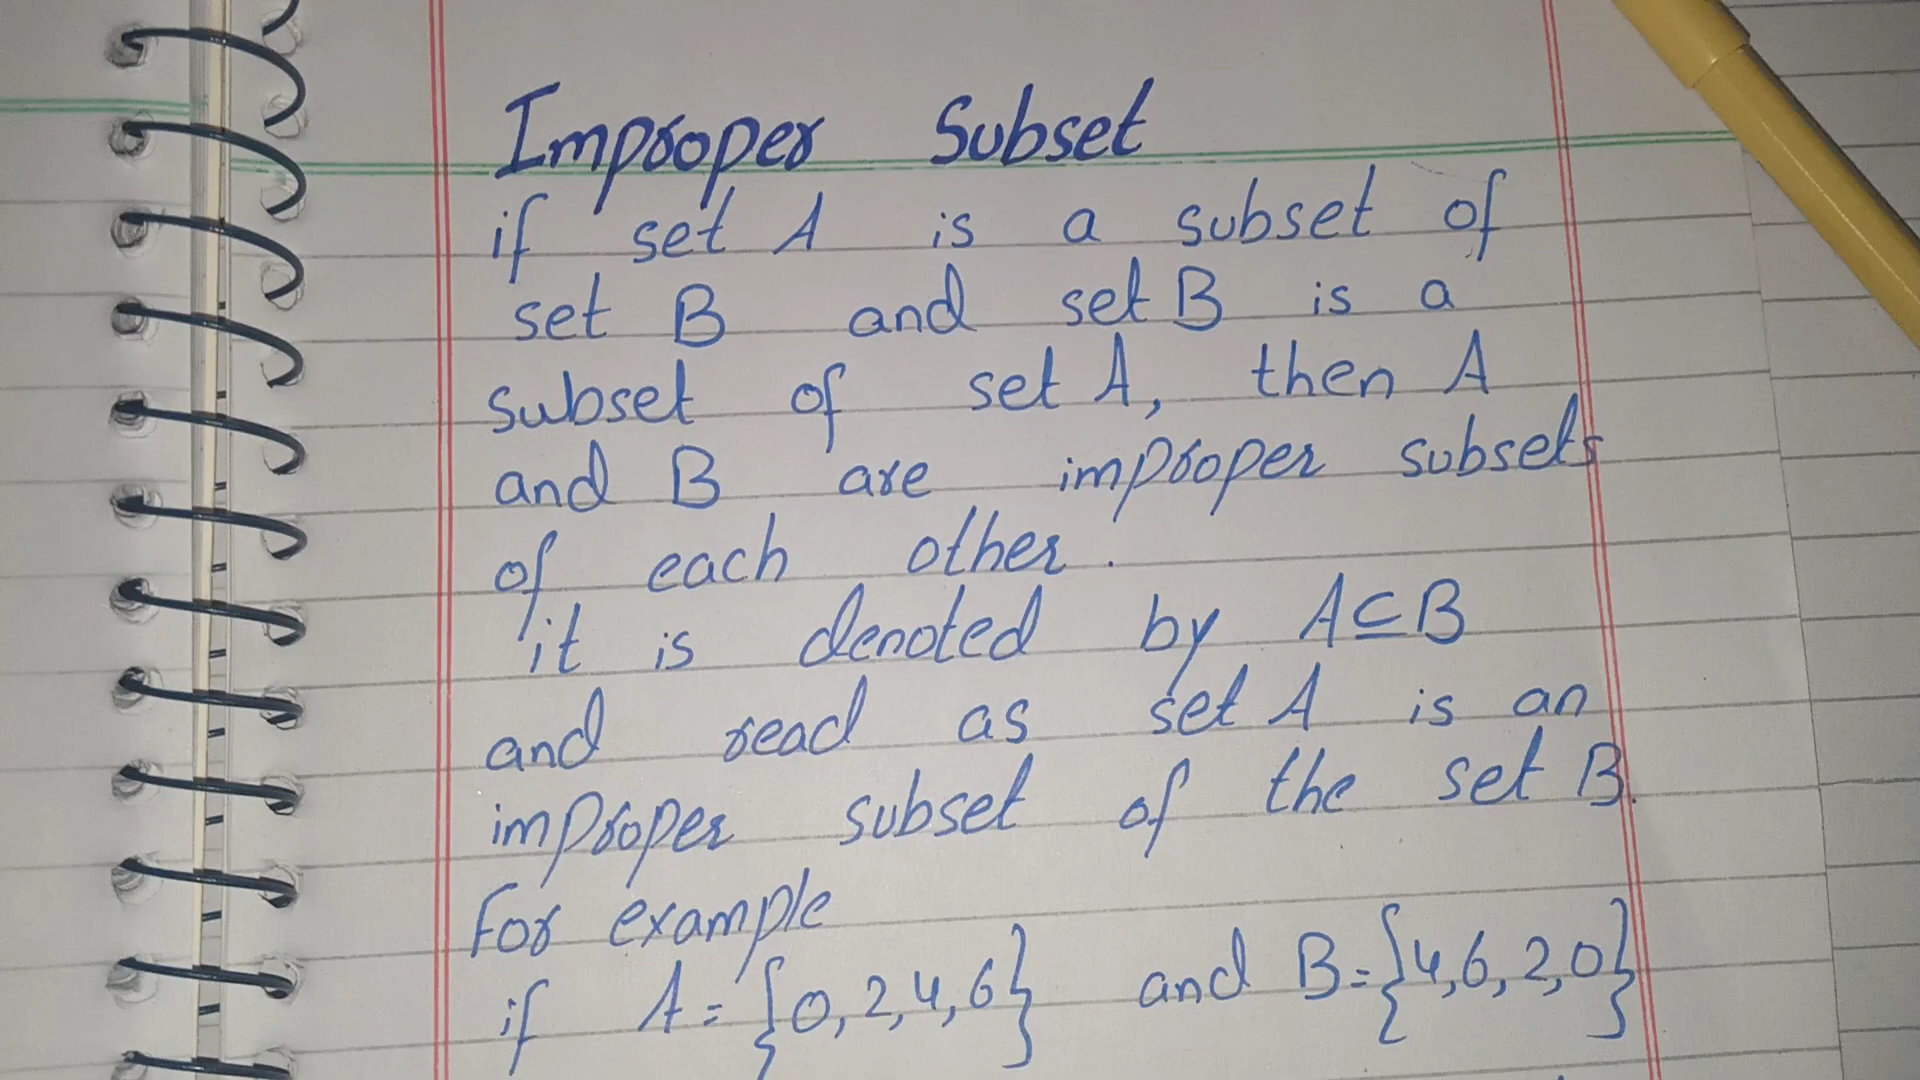 Improper Subset
if set A is a subset of
set B and set B is a
subset of set A, then A
and B are improper subsets
of each other.
it is denoted by A⊆B
and read as set A is an
improper subset of the set B.
For example
if A={0,2,4,6} and B={4,6,2,0}